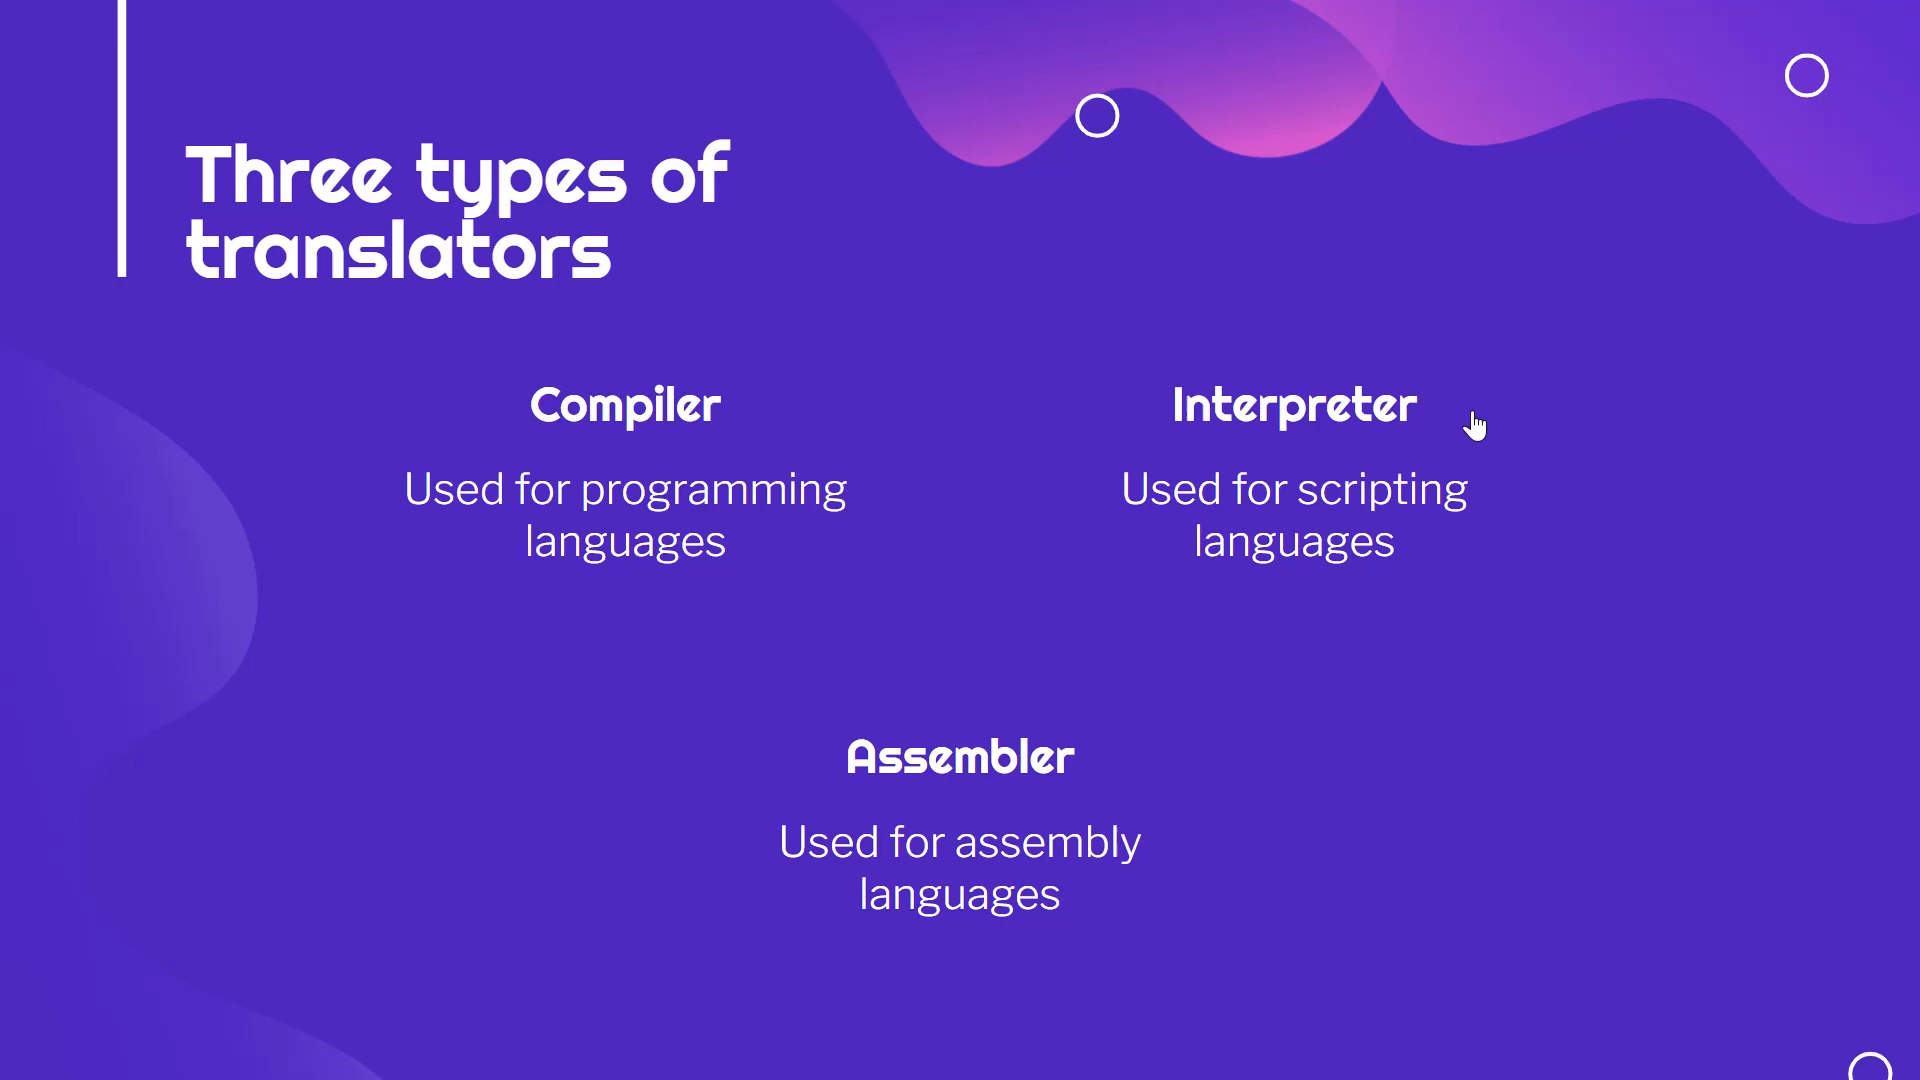 Three types of
translators
Compiler
Used for programming
languages
Interpreter
Used for scripting
languages
Assembler
Used for assembly
languages